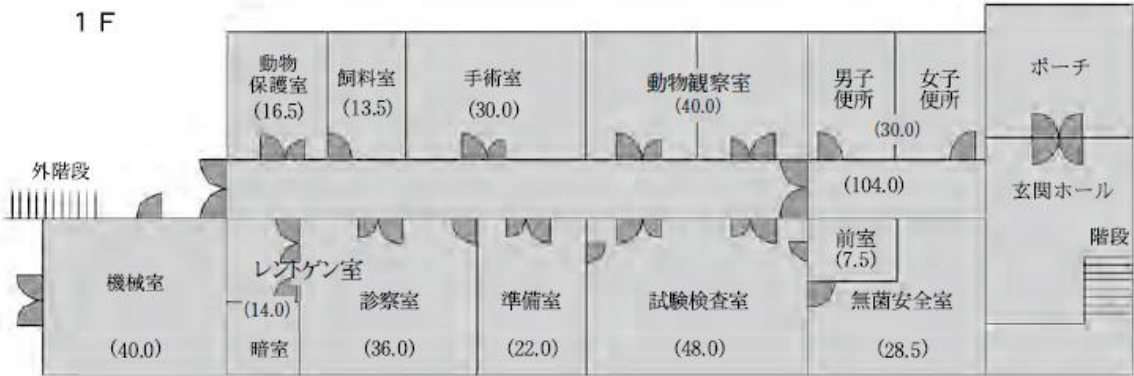 1 F
動物
保護室
(16.5)
飼料室
(13.5)
手術室
(30.0)
動物観察室
(40.0)
男子
便所
女子
便所
(30.0)
ポーチ
外階段
(104.0)
玄関ホール
階段
機械室
(40.0)
レントゲン室
(14.0)
暗室
診察室
(36.0)
準備室
(22.0)
試験検査室
(48.0)
前室
(7.5)
無菌安全室
(28.5)